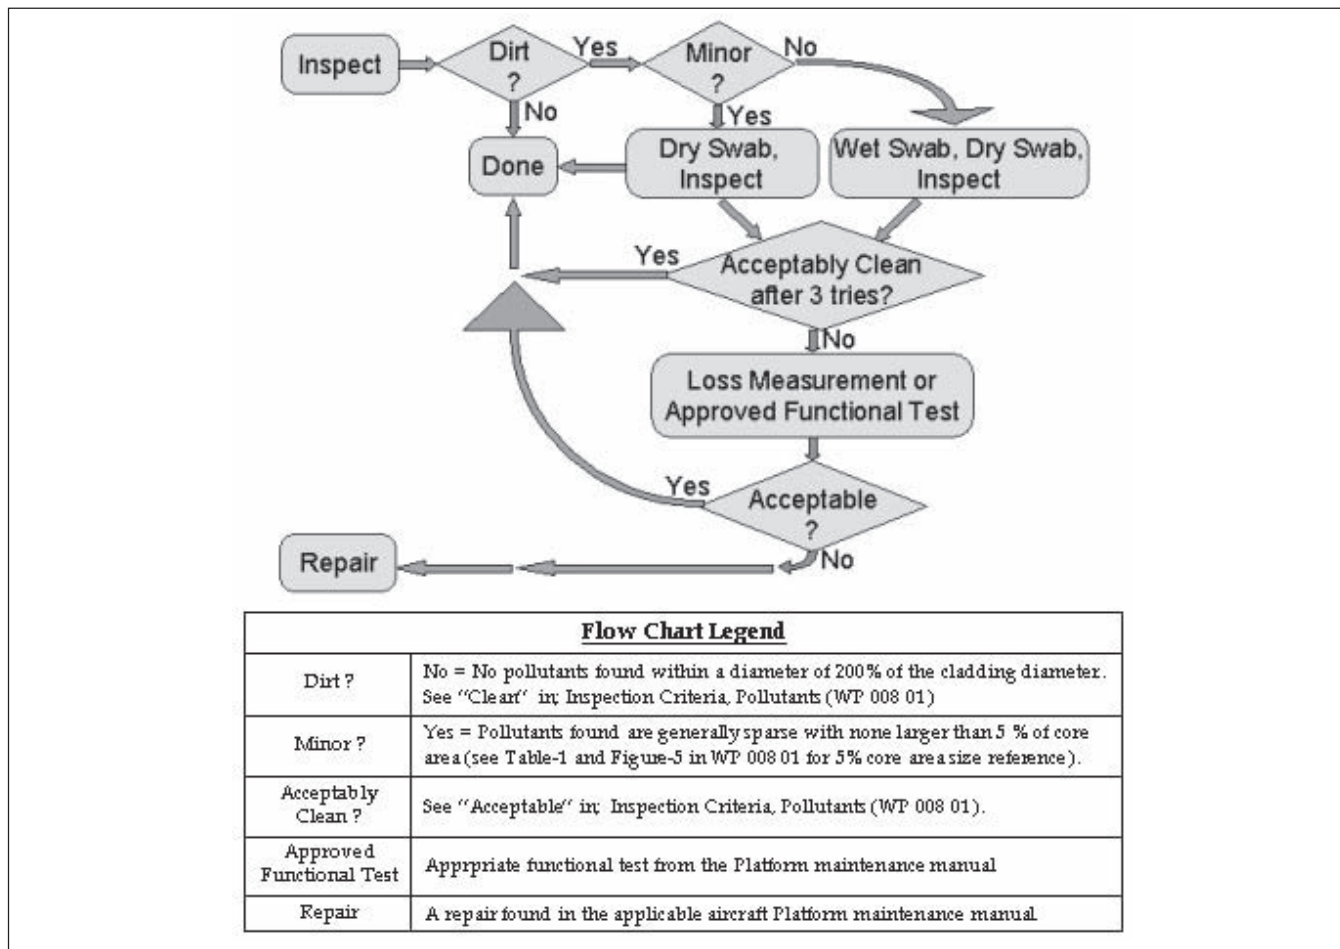 Inspect
Dirt
?
Yes
Minor
?
No
No
Yes
Done
Dry Swab,
Inspect
Wet Swab, Dry Swab,
Inspect
Yes
Acceptably Clean
after 3 tries?
No
Loss Measurement or
Approved Functional Test
Yes
Acceptable
?
No
Repair
Flow Chart Legend
Dirt ?
No = No pollutants found within a diameter of 200% of the cladding diameter.
See "Clean" in; Inspection Criteria, Pollutants (WP 008 01)
Minor ?
Yes = Pollutants found are generally sparse with none larger than 5 % of core
area (see Table-1 and Figure-5 in WP 008 01 for 5% core area size reference).
Acceptably
Clean ?
See "Acceptable" in; Inspection Criteria, Pollutants (WP 008 01).
Approved
Functional Test
Apprpriate functional test from the Platform maintenance manual
Repair
A repair found in the applicable aircraft Platform maintenance manual.